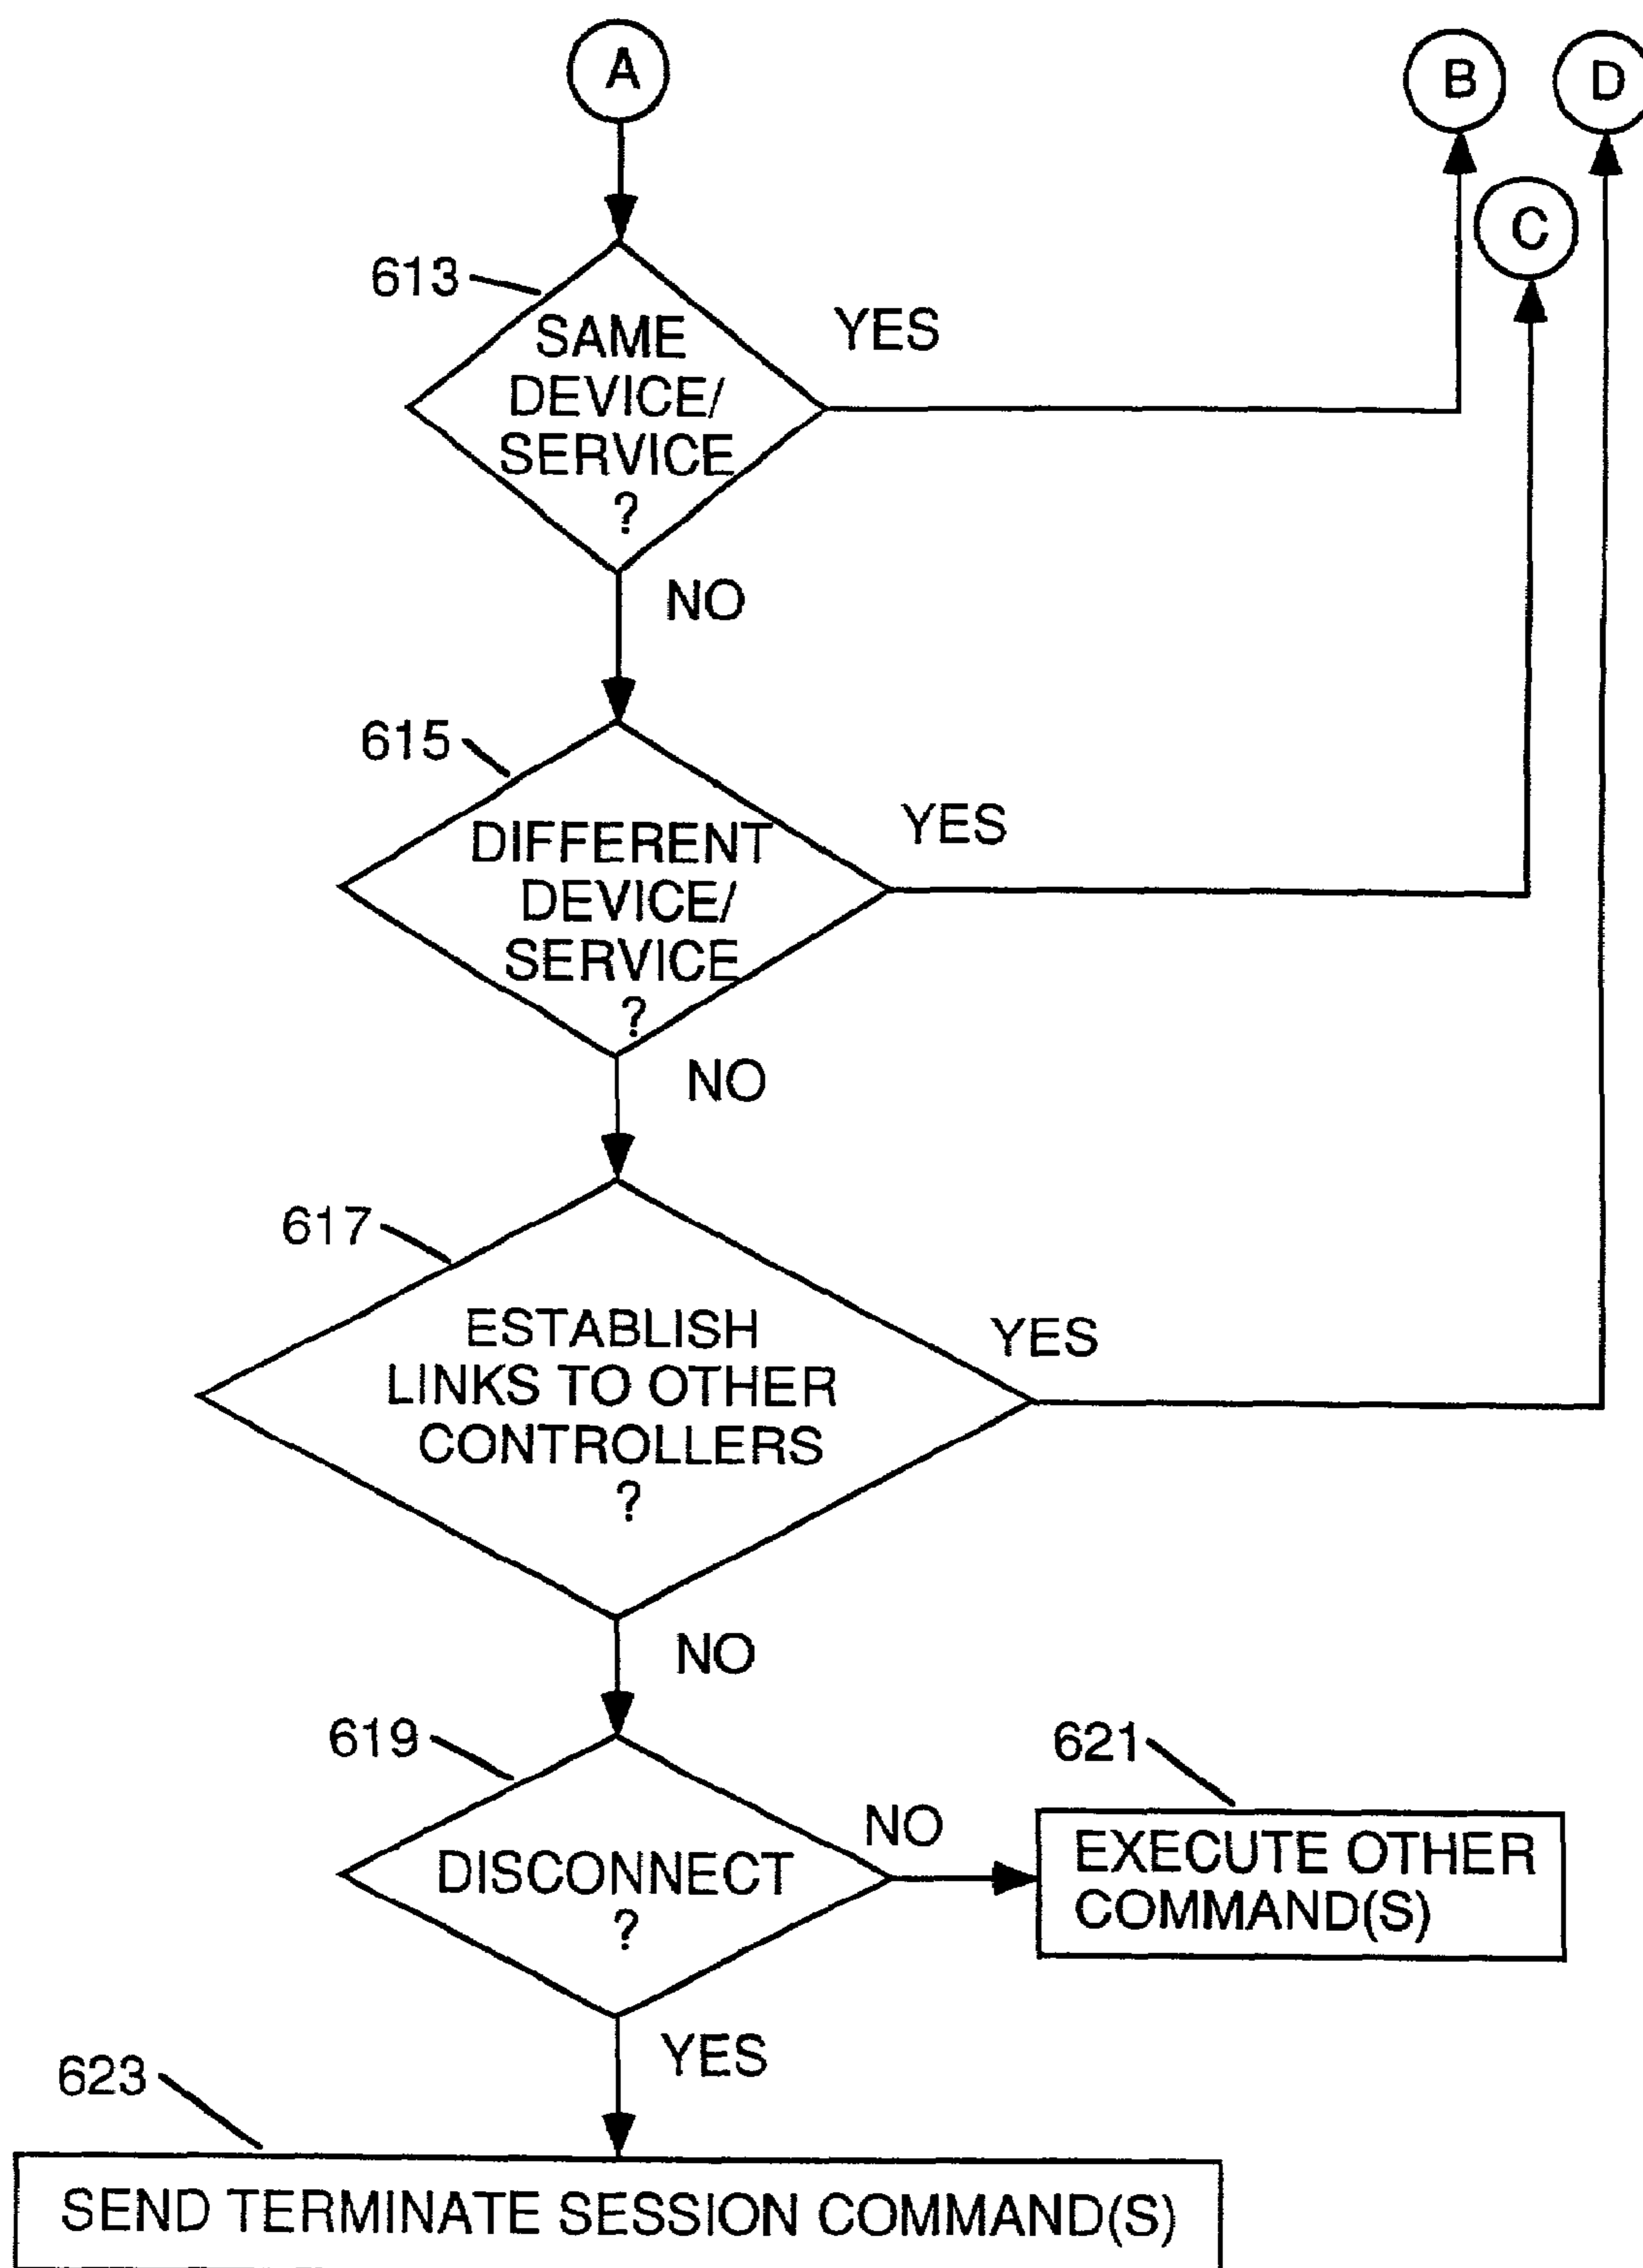 A
B
D
C
613
SAME
DEVICE/
SERVICE
?
YES
NO
615
DIFFERENT
DEVICE/
SERVICE
?
YES
NO
617
ESTABLISH
LINKS TO OTHER
CONTROLLERS
?
YES
NO
619
DISCONNECT
?
NO
621
EXECUTE OTHER
COMMAND(S)
YES
623
SEND TERMINATE SESSION COMMAND(S)